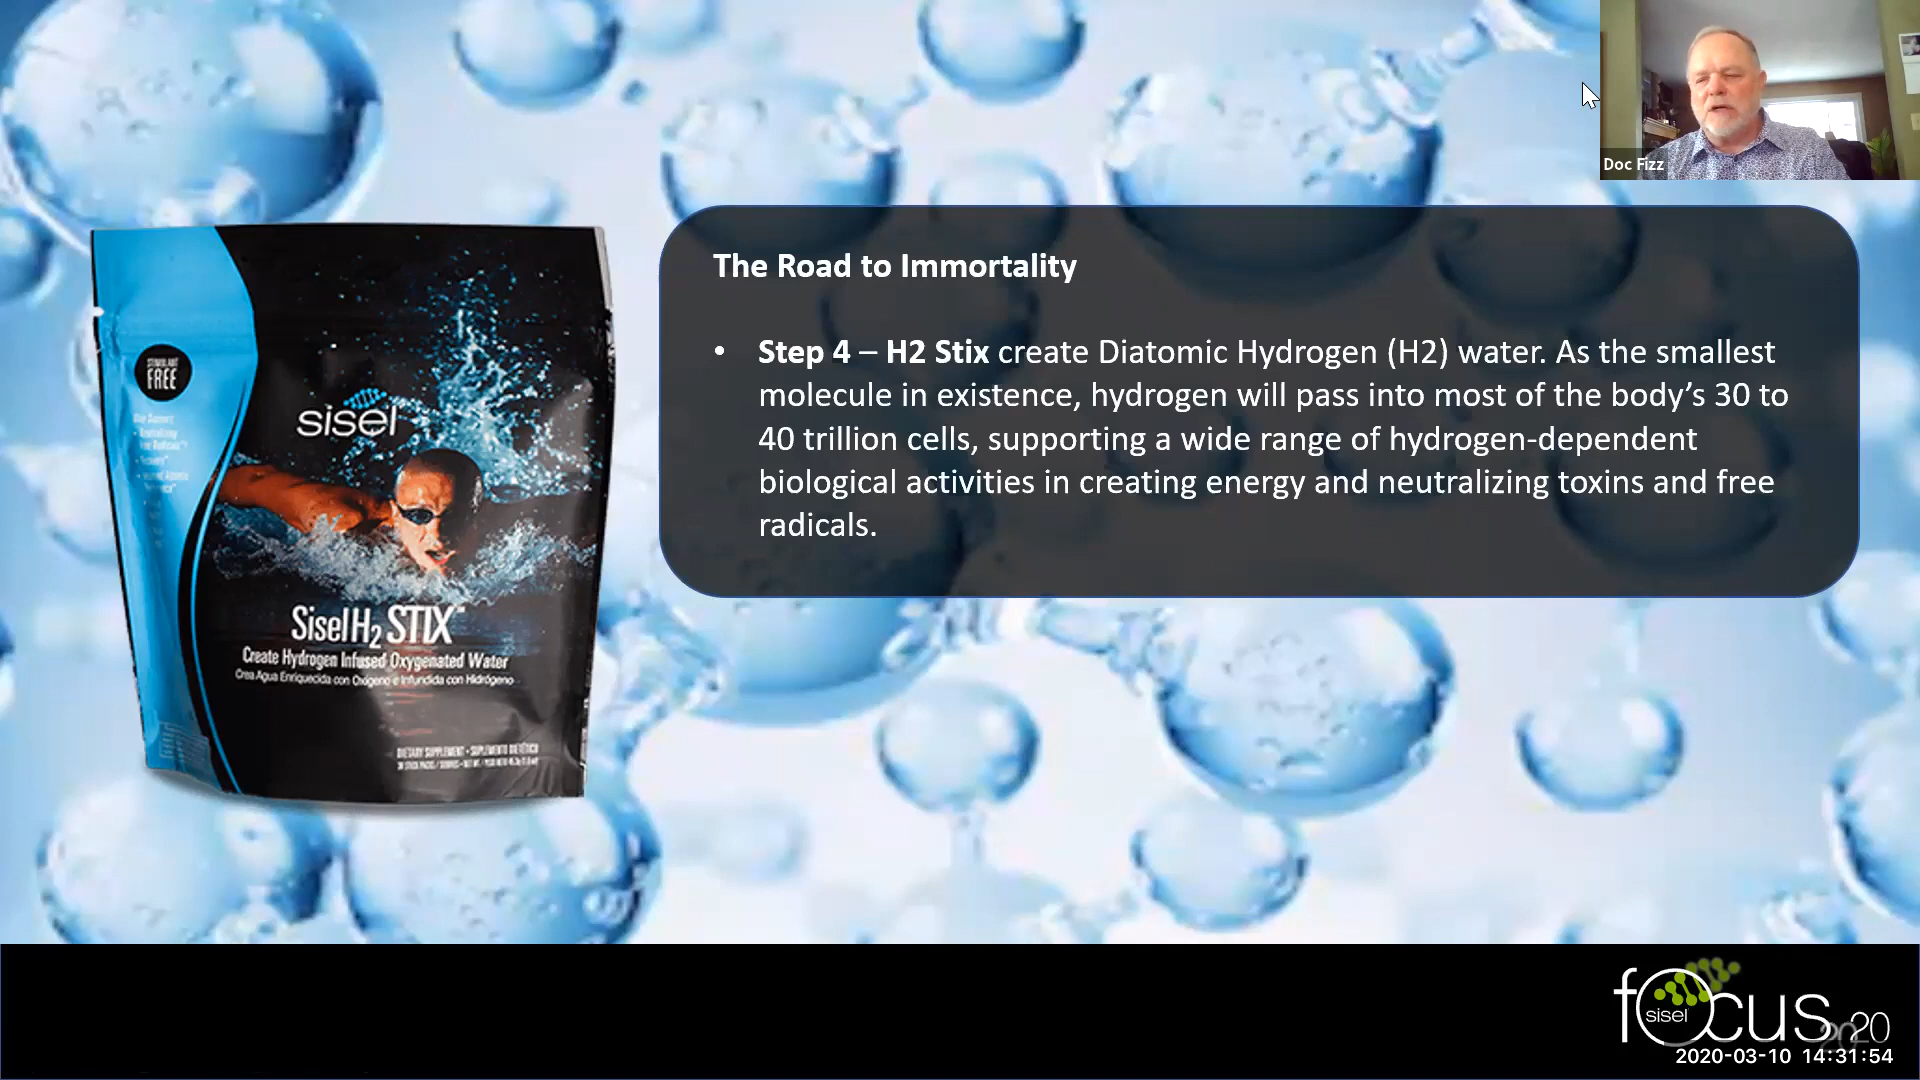 Doc Fizz
The Road to Immortality
• Step 4 – H2 Stix create Diatomic Hydrogen (H2) water. As the smallest
molecule in existence, hydrogen will pass into most of the body’s 30 to
40 trillion cells, supporting a wide range of hydrogen-dependent
biological activities in creating energy and neutralizing toxins and free
radicals.
FREE
sisel
Sisel H₂ STIX™
Create Hydrogen Infused Oxygenated Water
Crea Agua Enriquecida con Oxígeno e Infundida con Hidrógeno
DIETARY SUPPLEMENT • SUPLEMENTO DIETÉTICO
focus
sisel
2020
2020-03-10 14:31:54